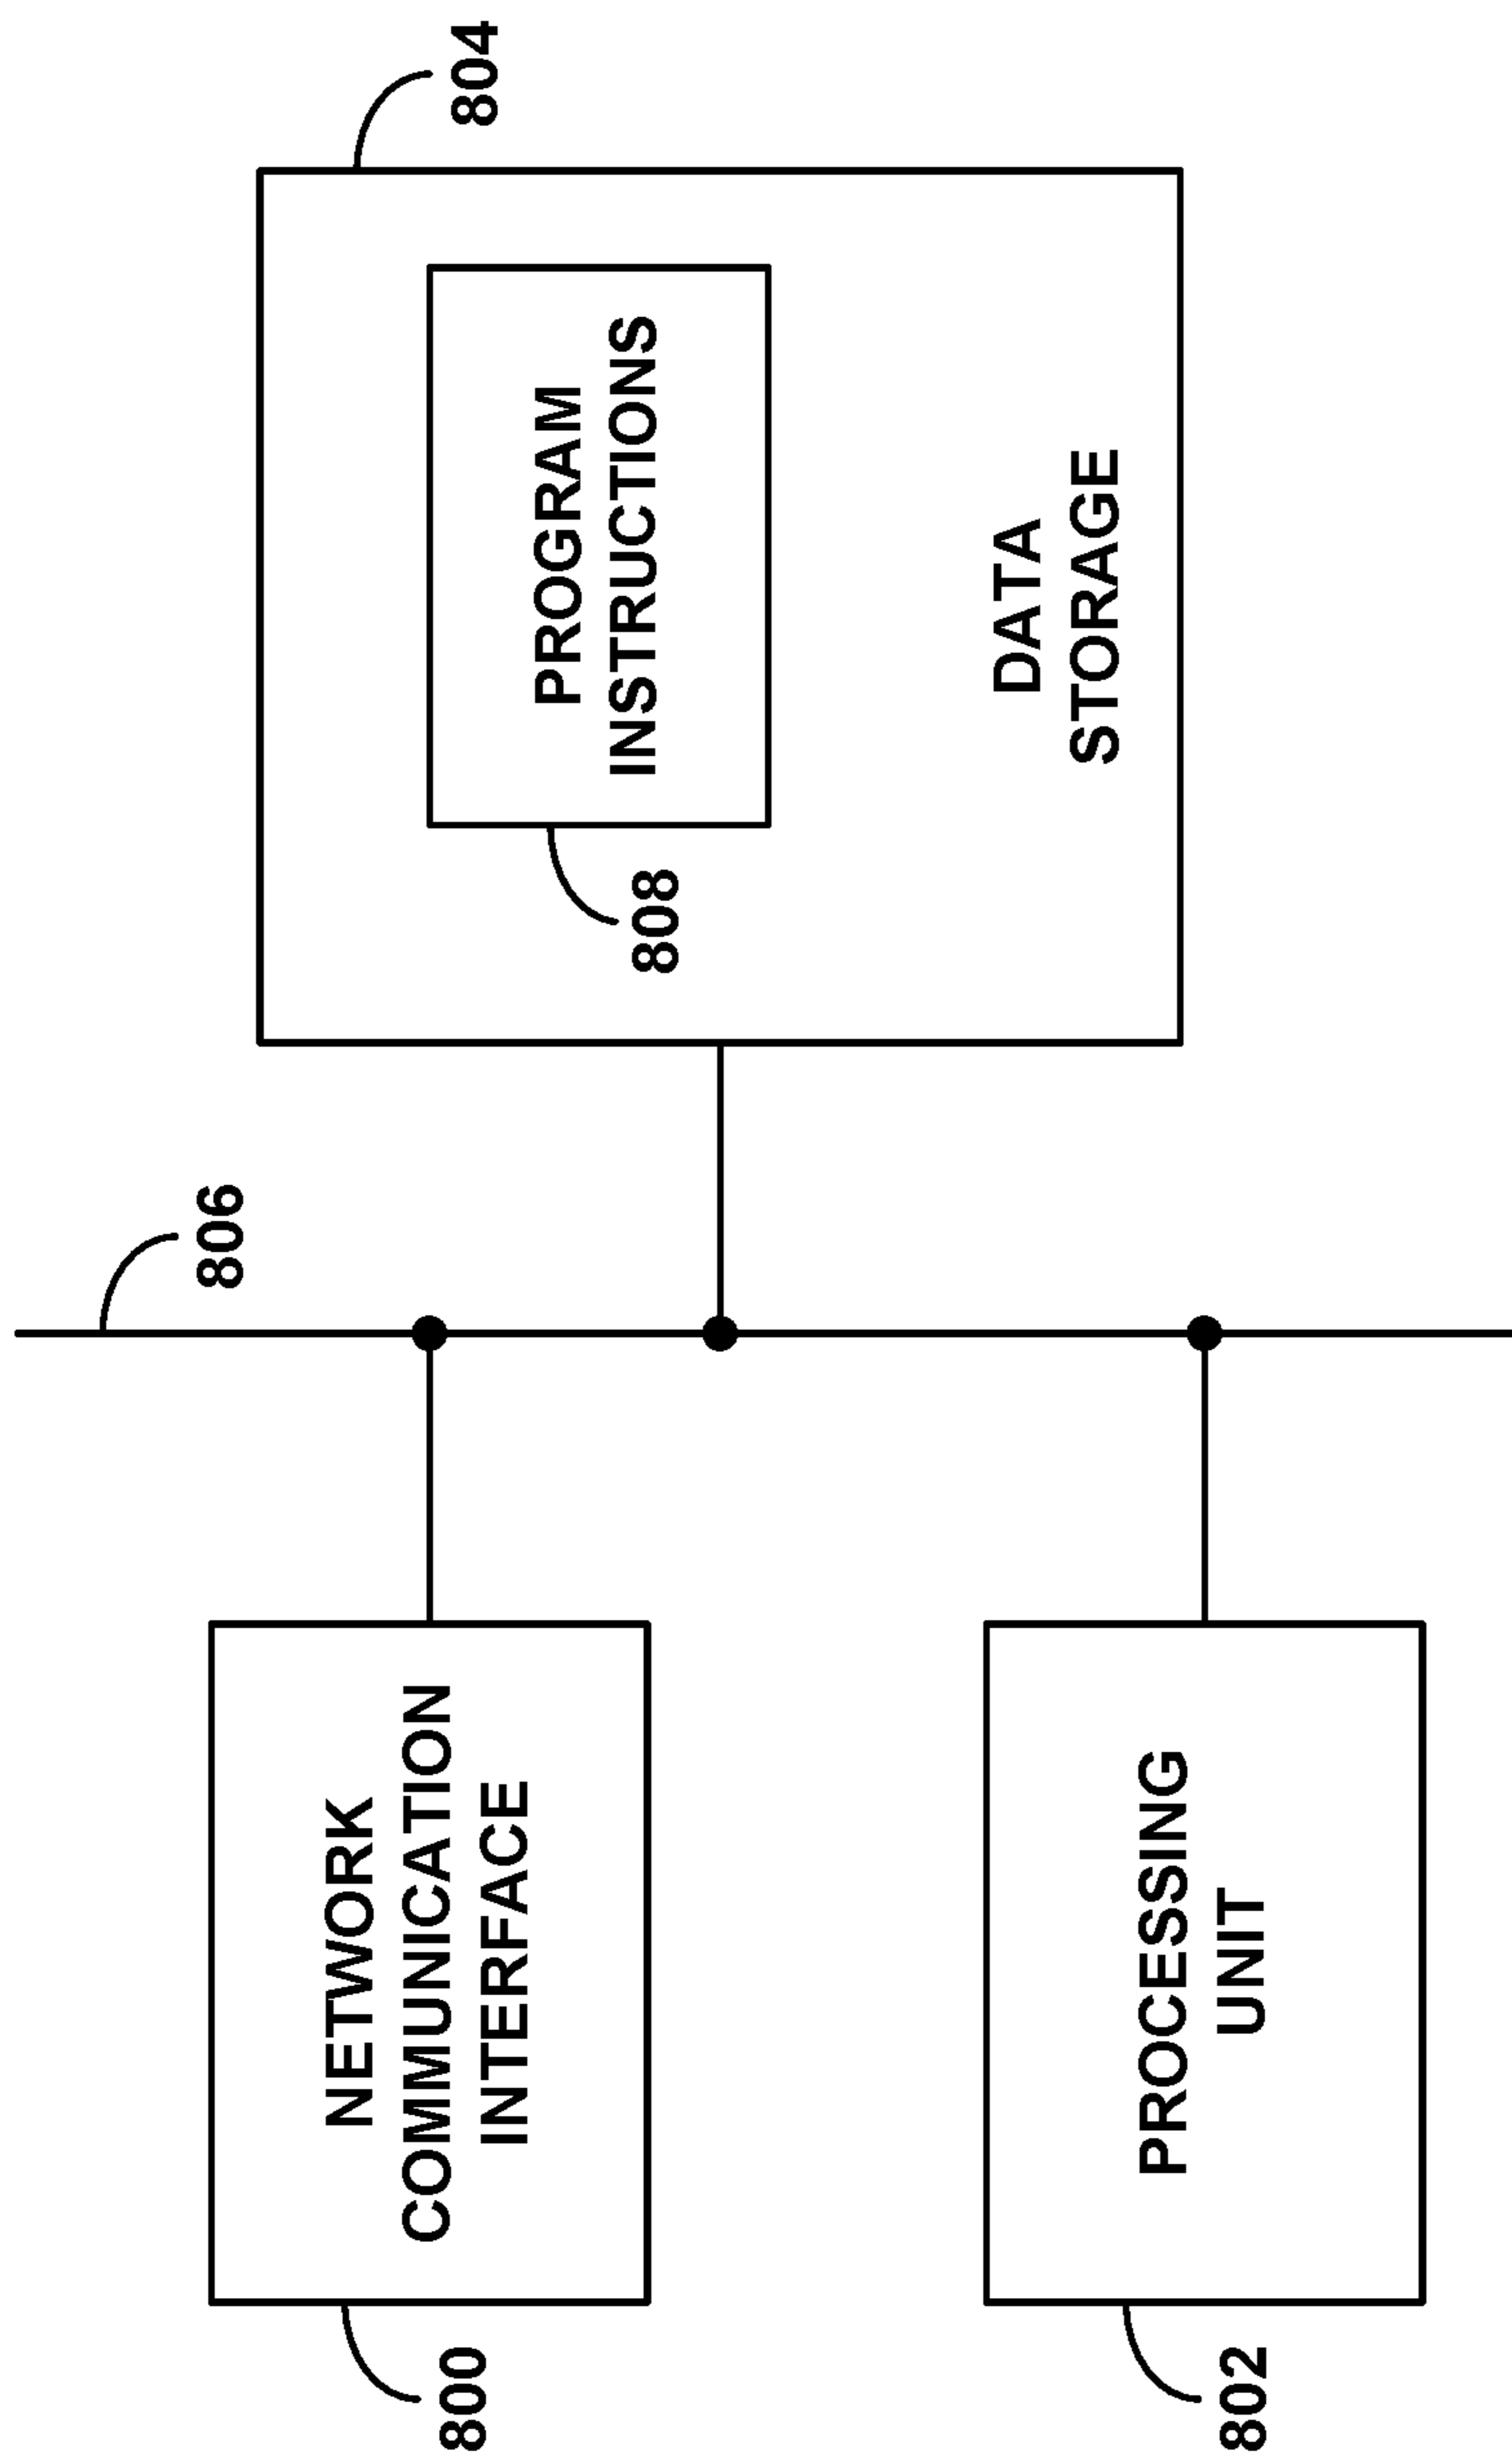 800
NETWORK
COMMUNICATION
INTERFACE
806
804
PROGRAM
INSTRUCTIONS
808
DATA
STORAGE
802
PROCESSING
UNIT